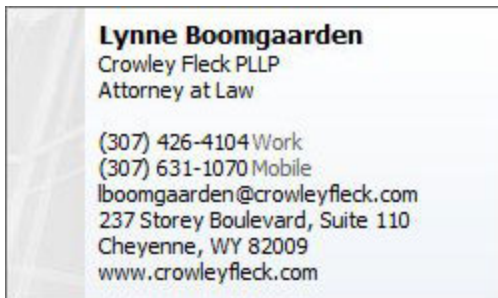 Lynne Boomgaarden
Crowley Fleck PLLP
Attorney at Law
(307) 426-4104 Work
(307) 631-1070 Mobile
lboomgaarden@crowleyfleck.com
237 Storey Boulevard, Suite 110
Cheyenne, WY 82009
www.crowleyfleck.com